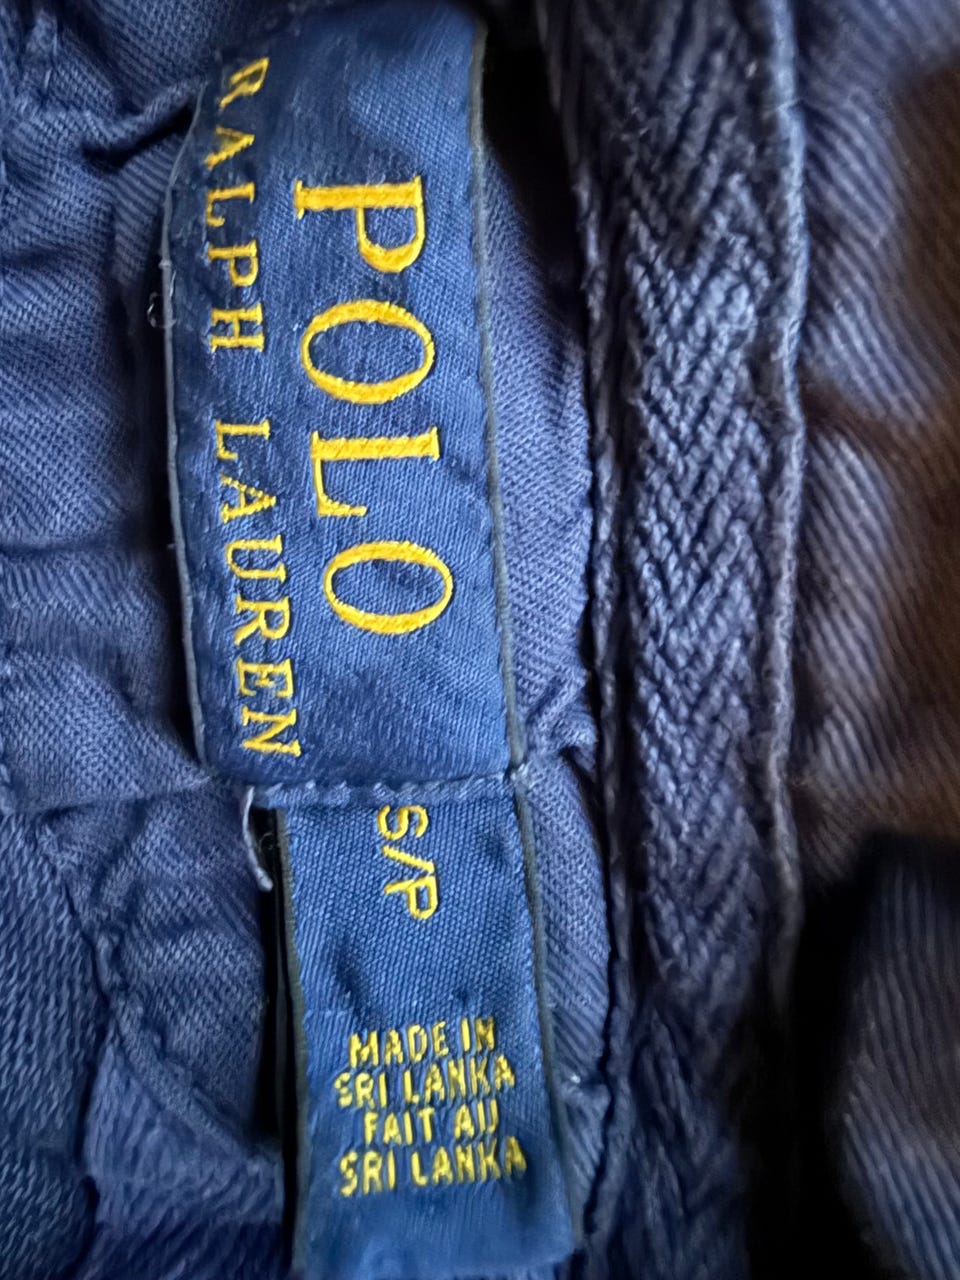 POLO
RALPH LAUREN
S/P
MADE IN
SRI LANKA
FAIT AU
SRI LANKA